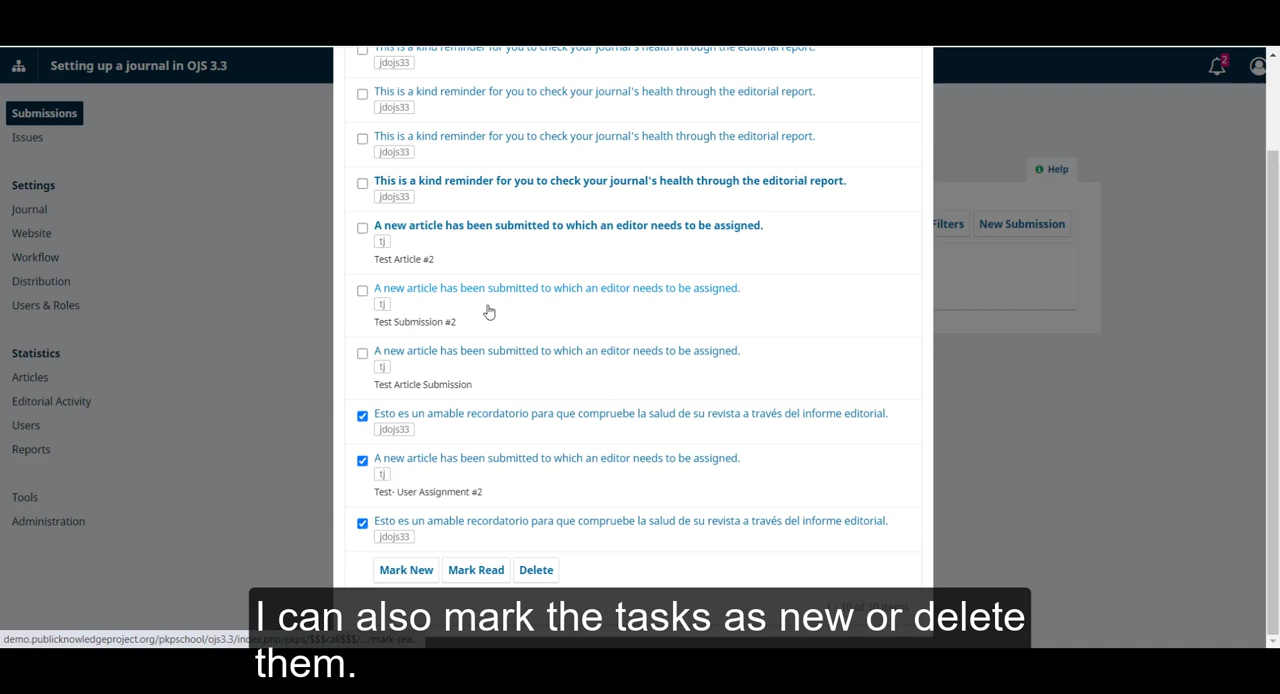 This is a kind reminder for you to check your journal's health through the editorial report.
jdojs33
Setting up a journal in OJS 3.3
2
Submissions
Issues
Settings
Journal
Website
Workflow
Distribution
Users & Roles
Statistics
Articles
Editorial Activity
Users
Reports
Tools
Administration
This is a kind reminder for you to check your journal's health through the editorial report.
jdojs33
This is a kind reminder for you to check your journal's health through the editorial report.
jdojs33
This is a kind reminder for you to check your journal's health through the editorial report.
jdojs33
A new article has been submitted to which an editor needs to be assigned.
tj
Test Article #2
A new article has been submitted to which an editor needs to be assigned.
tj
Test Submission #2
A new article has been submitted to which an editor needs to be assigned.
tj
Test Article Submission
Esto es un amable recordatorio para que compruebe la salud de su revista a través del informe editorial.
jdojs33
A new article has been submitted to which an editor needs to be assigned.
tj
Test- User Assignment #2
Esto es un amable recordatorio para que compruebe la salud de su revista a través del informe editorial.
jdojs33
Mark New Mark Read Delete
Help
Filters New Submission
I can also mark the tasks as new or delete
them.
demo.publicknowledgeproject.org/pkpschool/ojs3.3/index.php/pkps/$$$call$$$/.../mark-rea...